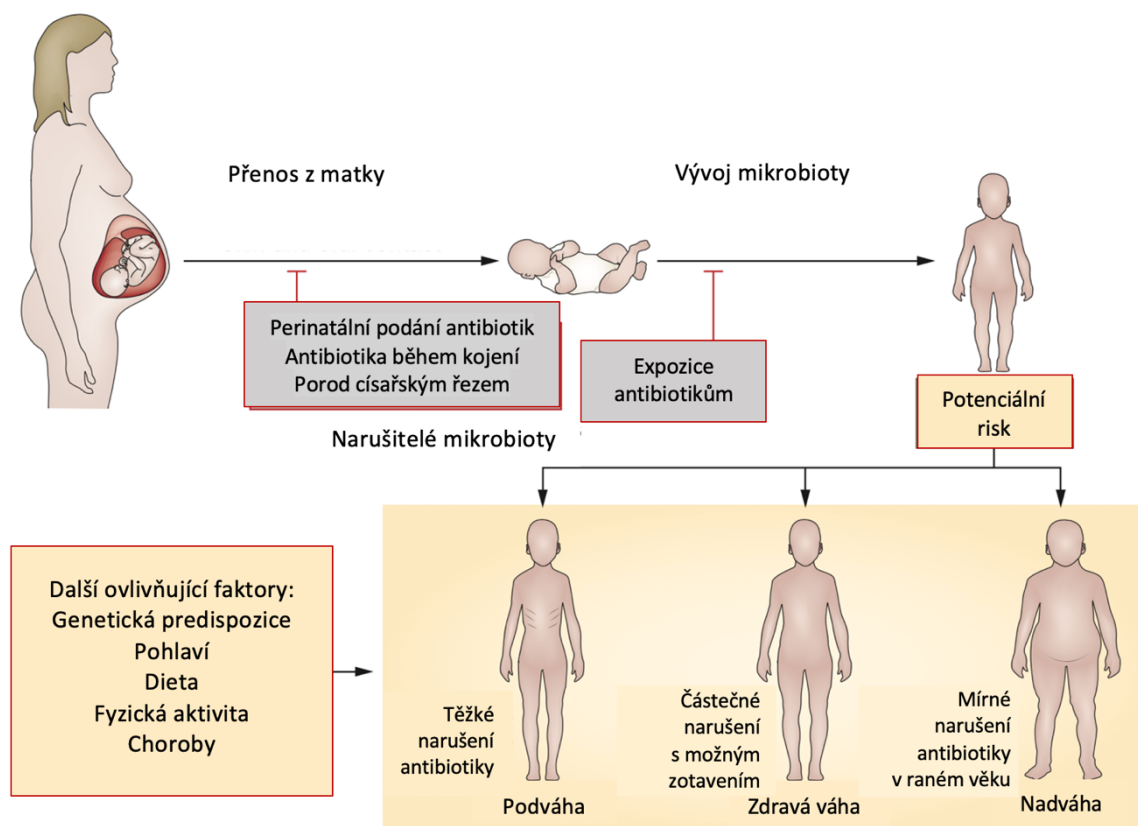 Přenos z matky
Vývoj mikrobioty
Perinatální podání antibiotik
Antibiotika během kojení
Porod císařským řezem
Expozice
antibiotikům
Narušitelé mikrobioty
Potenciální
risk
Další ovlivňující faktory:
Genetická predispozice
Pohlaví
Dieta
Fyzická aktivita
Choroby
Těžké
narušení
antibiotiky
Podváha
Částečné
narušení
s možným
zotavením
Zdravá váha
Mírné
narušení
antibiotiky
v raném věku
Nadváha